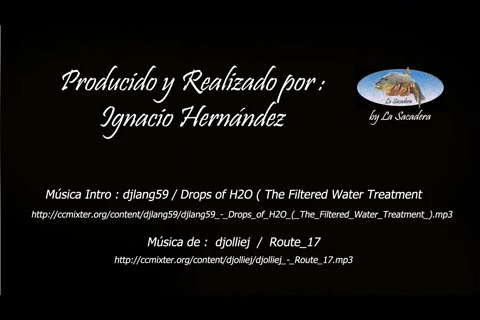 Producido y Realizado por :
Ignacio Hernández
La Sacadera
by La Sacadera
Música Intro : djlang59 / Drops of H2O ( The Filtered Water Treatment
http://ccmixter.org/content/djlang59/djlang59_-_Drops_of_H2O_(_The_Filtered_Water_Treatment_).mp3
Música de : djolliej / Route_17
http://ccmixter.org/content/djolliej/djolliej_-_Route_17.mp3